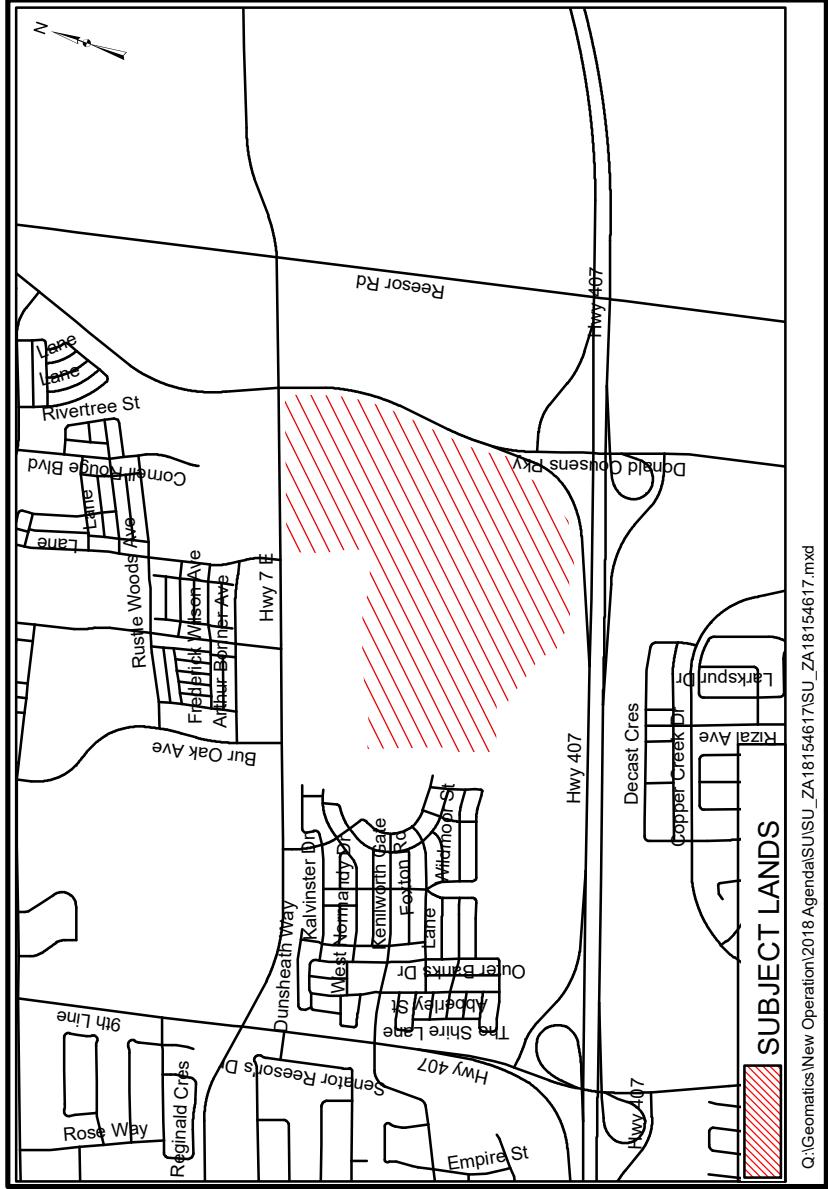 N
Lane
Lane
Rivertree St
Cornell Rouge Blvd
Lane
Lane
Rustle Woods Ave
Frederick Wilson Ave
Arthur Bonner Ave
Hwy 7 E
Bur Oak Ave
Reesor Rd
Hwy 407
Donald Cousens Pky
Kalvinster Dr
West Normandy Dr
Kenilworth Gate
Foxton Rd
Wildmoor St
Lane
Dunsheath Way
Outer Banks Dr
Abberley St
The Shire Lane
9th Line
Senator Reesor's Dr
Hwy 407
Rose Way
Reginald Cres
Empire St
Hwy 407
Hwy 407
Decast Cres
Copper Creek Dr
Larkspur Dr
Rizal Ave
SUBJECT LANDS
Q:\Geomatics\New Operation\2018 Agenda\SU\SU_ZA18154617\SU_ZA18154617.mxd